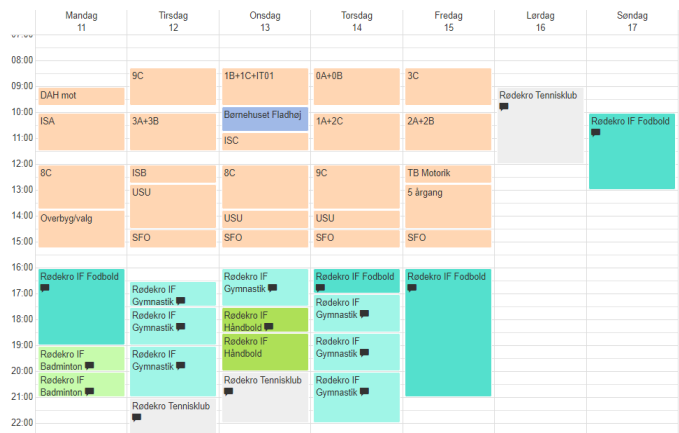 Mandag
11
Tirsdag
12
Onsdag
13
Torsdag
14
Fredag
15
Lørdag
16
Søndag
17
07:00
08:00
09:00
10:00
11:00
12:00
13:00
14:00
15:00
16:00
17:00
18:00
19:00
20:00
21:00
22:00
DAH mot
ISA
8C
Overbyg/valg
Rødekro IF Fodbold
Rødekro IF
Badminton
Rødekro IF
Badminton
9C
3A+3B
ISB
USU
SFO
Rødekro IF
Gymnastik
Rødekro IF
Gymnastik
Rødekro IF
Gymnastik
Rødekro Tennisklub
1B+1C+IT01
Børnehuset Fladhøj
ISC
8C
USU
SFO
Rødekro IF
Gymnastik
Rødekro IF
Håndbold
Rødekro IF
Håndbold
Rødekro Tennisklub
0A+0B
1A+2C
9C
USU
SFO
Rødekro IF Fodbold
Rødekro IF
Gymnastik
Rødekro IF
Gymnastik
Rødekro IF
Gymnastik
3C
2A+2B
TB Motorik
5 årgang
SFO
Rødekro IF Fodbold
Rødekro Tennisklub
Rødekro IF Fodbold